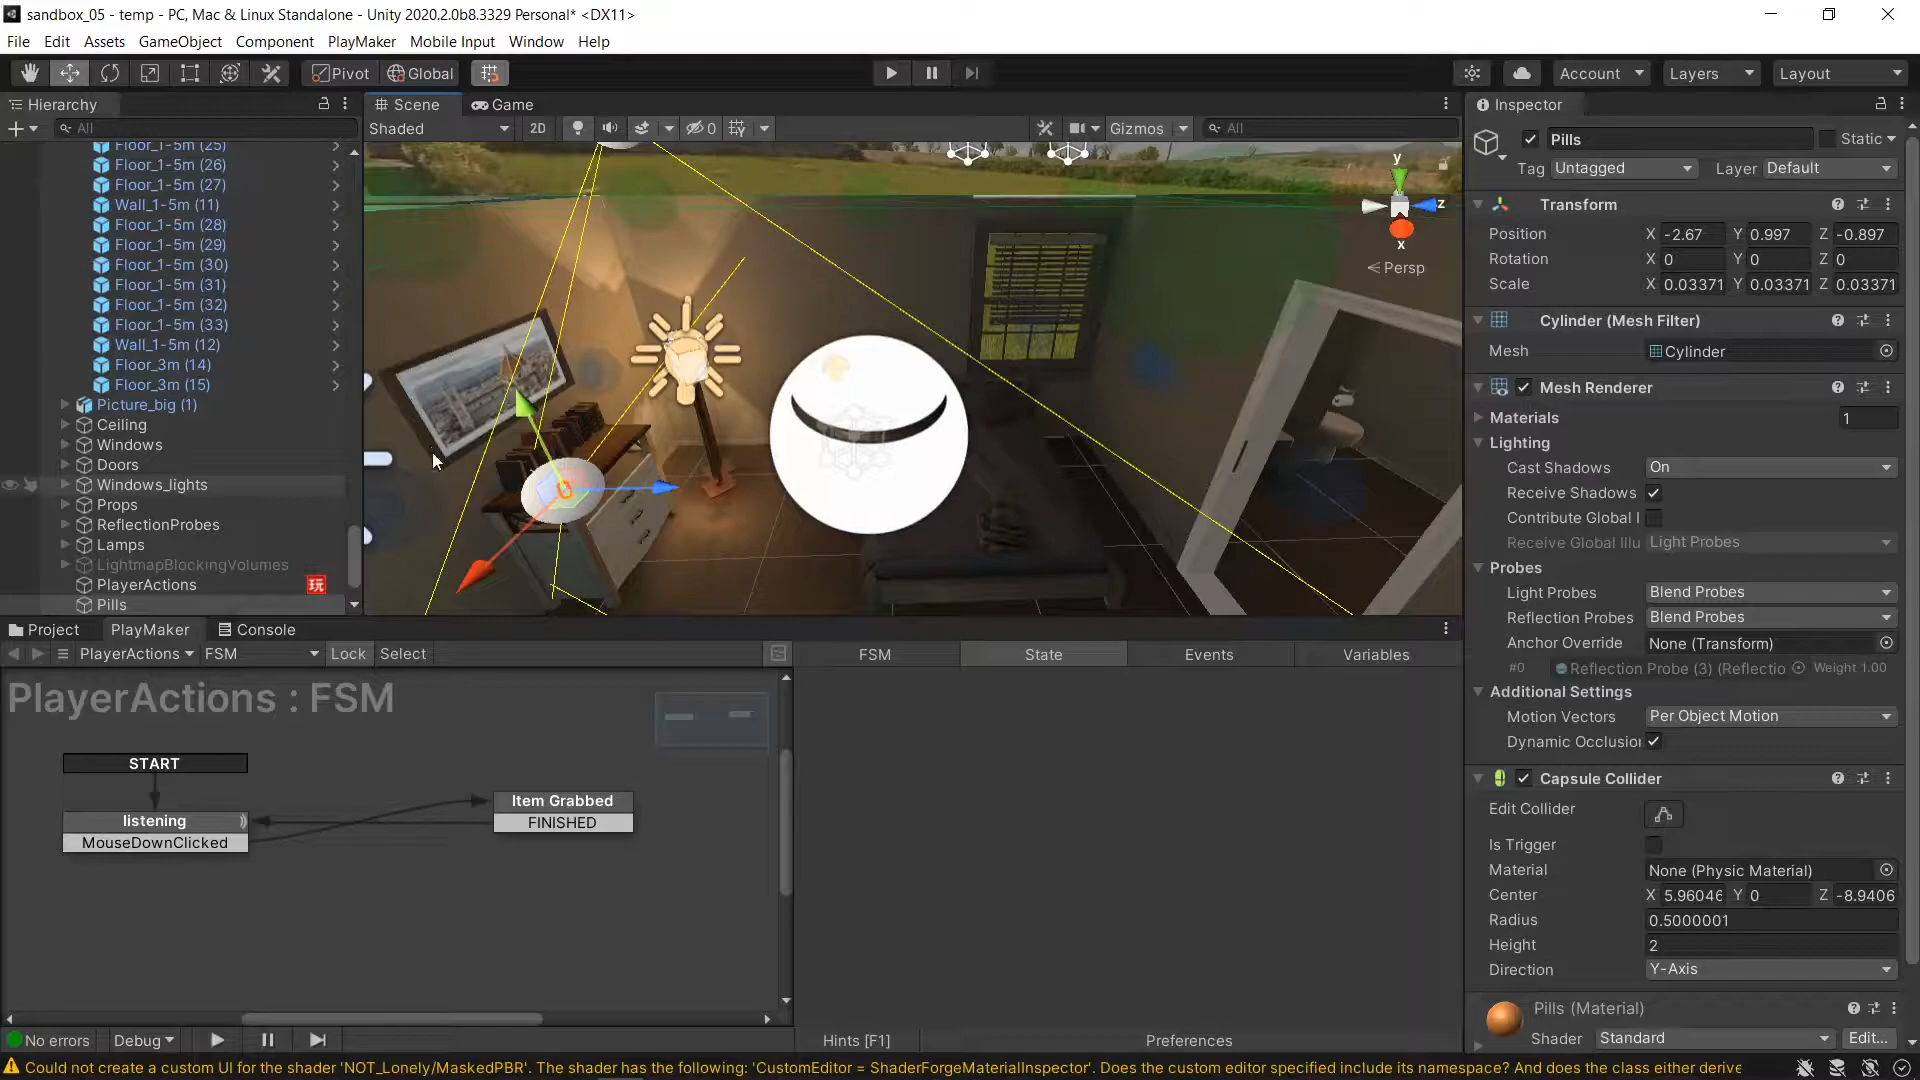 sandbox_05 - temp - PC, Mac & Linux Standalone - Unity 2020.2.0b8.3329 Personal* <DX11>
File Edit Assets GameObject Component PlayMaker Mobile Input Window Help
Pivot Global Account Layers Layout
Hierarchy
All
Floor_1-5m (25)
Floor_1-5m (26)
Floor_1-5m (27)
Wall_1-5m (11)
Floor_1-5m (28)
Floor_1-5m (29)
Floor_1-5m (30)
Floor_1-5m (31)
Floor_1-5m (32)
Floor_1-5m (33)
Wall_1-5m (12)
Floor_3m (14)
Floor_3m (15)
Picture_big (1)
Ceiling
Windows
Doors
Windows_lights
Props
ReflectionProbes
Lamps
LightmapBlockingVolumes
PlayerActions 玩
Pills
Scene Game
Shaded 2D 0 Gizmos All
y
z
x
Persp
Inspector
Pills Static
Tag Untagged Layer Default
Transform
Position X -2.67 Y 0.997 Z -0.897
Rotation X 0 Y 0 Z 0
Scale X 0.03371 Y 0.03371 Z 0.03371
Cylinder (Mesh Filter)
Mesh Cylinder
Mesh Renderer
Materials 1
Lighting
Cast Shadows On
Receive Shadows
Contribute Global I
Receive Global Illu Light Probes
Probes
Light Probes Blend Probes
Reflection Probes Blend Probes
Anchor Override None (Transform)
#0 Reflection Probe (3) (Reflectio Weight 1.00
Additional Settings
Motion Vectors Per Object Motion
Dynamic Occlusion
Capsule Collider
Edit Collider
Is Trigger
Material None (Physic Material)
Center X 5.96046 Y 0 Z -8.9406
Radius 0.5000001
Height 2
Direction Y-Axis
Pills (Material)
Shader Standard Edit...
Project PlayMaker Console
PlayerActions FSM Lock Select
FSM State Events Variables
PlayerActions : FSM
START
listening
MouseDownClicked
Item Grabbed
FINISHED
No errors Debug Hints [F1] Preferences
Could not create a custom UI for the shader 'NOT_Lonely/MaskedPBR'. The shader has the following: 'CustomEditor = ShaderForgeMaterialInspector'. Does the custom editor specified include its namespace? And does the class either derive